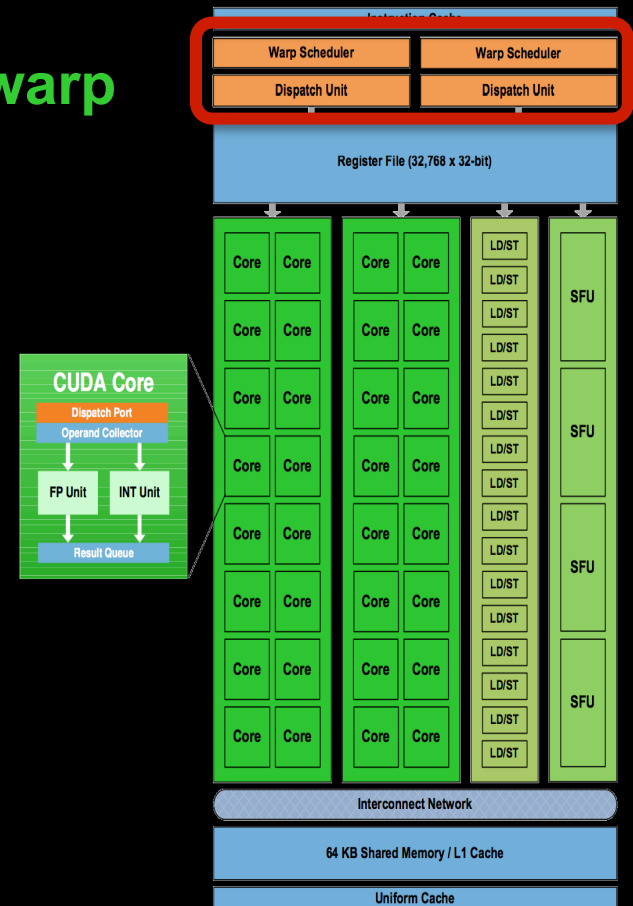 Instruction Cache
Warp Scheduler Warp Scheduler
warp
Dispatch Unit Dispatch Unit
Register File (32,768 x 32-bit)
LD/ST
Core Core Core Core
LD/ST
SFU
LD/ST
Core Core Core Core
LD/ST
CUDA Core
LD/ST
Core Core Core Core
Dispatch Port
LD/ST
Operand Collector
SFU
LD/ST
Core Core Core Core
LD/ST
FP Unit INT Unit
LD/ST
Core Core Core Core
LD/ST
Result Queue
SFU
LD/ST
Core Core Core Core
LD/ST
LD/ST
Core Core Core Core
LD/ST
SFU
LD/ST
Core Core Core Core
LD/ST
Interconnect Network
64 KB Shared Memory / L1 Cache
Uniform Cache